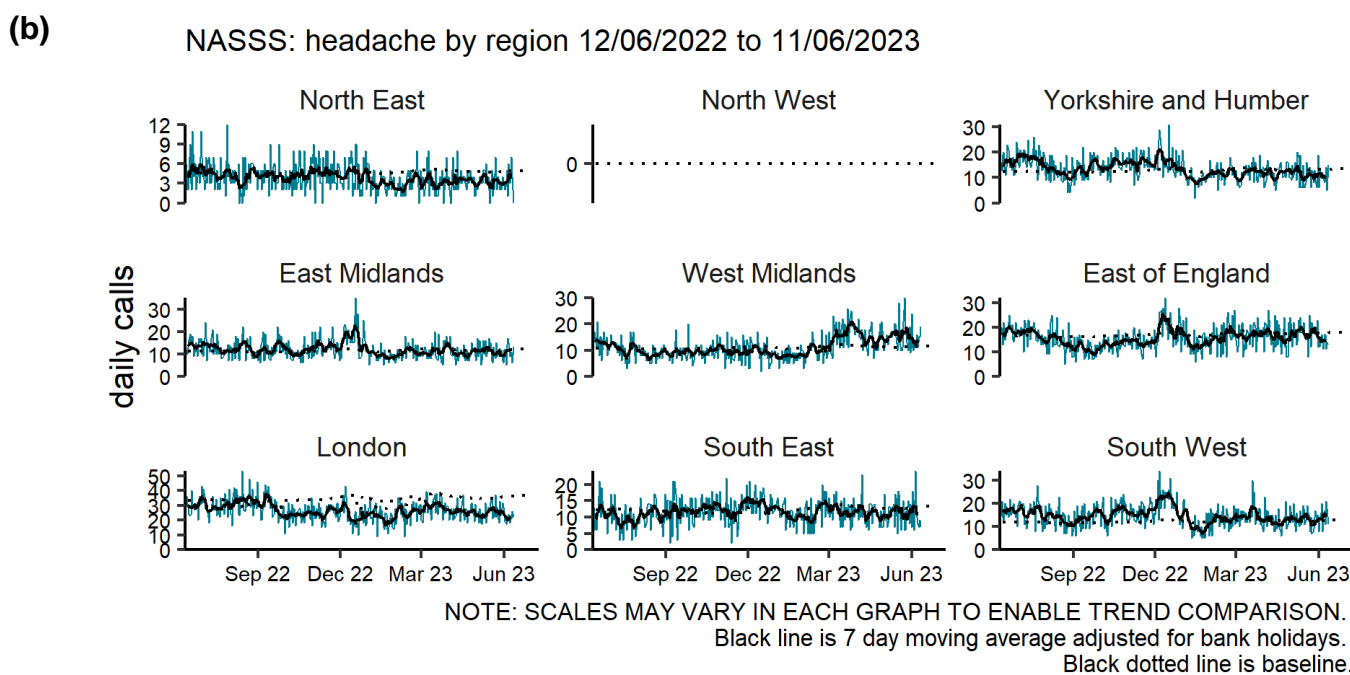 (b)
NASSS: headache by region 12/06/2022 to 11/06/2023
North East
North West
Yorkshire and Humber
12
9
6
3
0
0
30
20
10
0
daily calls
East Midlands
West Midlands
East of England
30
20
10
0
30
20
10
0
30
20
10
0
London
South East
South West
50
40
30
20
10
0
20
15
10
5
0
30
20
10
0
Sep 22 Dec 22 Mar 23 Jun 23
Sep 22 Dec 22 Mar 23 Jun 23
Sep 22 Dec 22 Mar 23 Jun 23
NOTE: SCALES MAY VARY IN EACH GRAPH TO ENABLE TREND COMPARISON.
Black line is 7 day moving average adjusted for bank holidays.
Black dotted line is baseline.